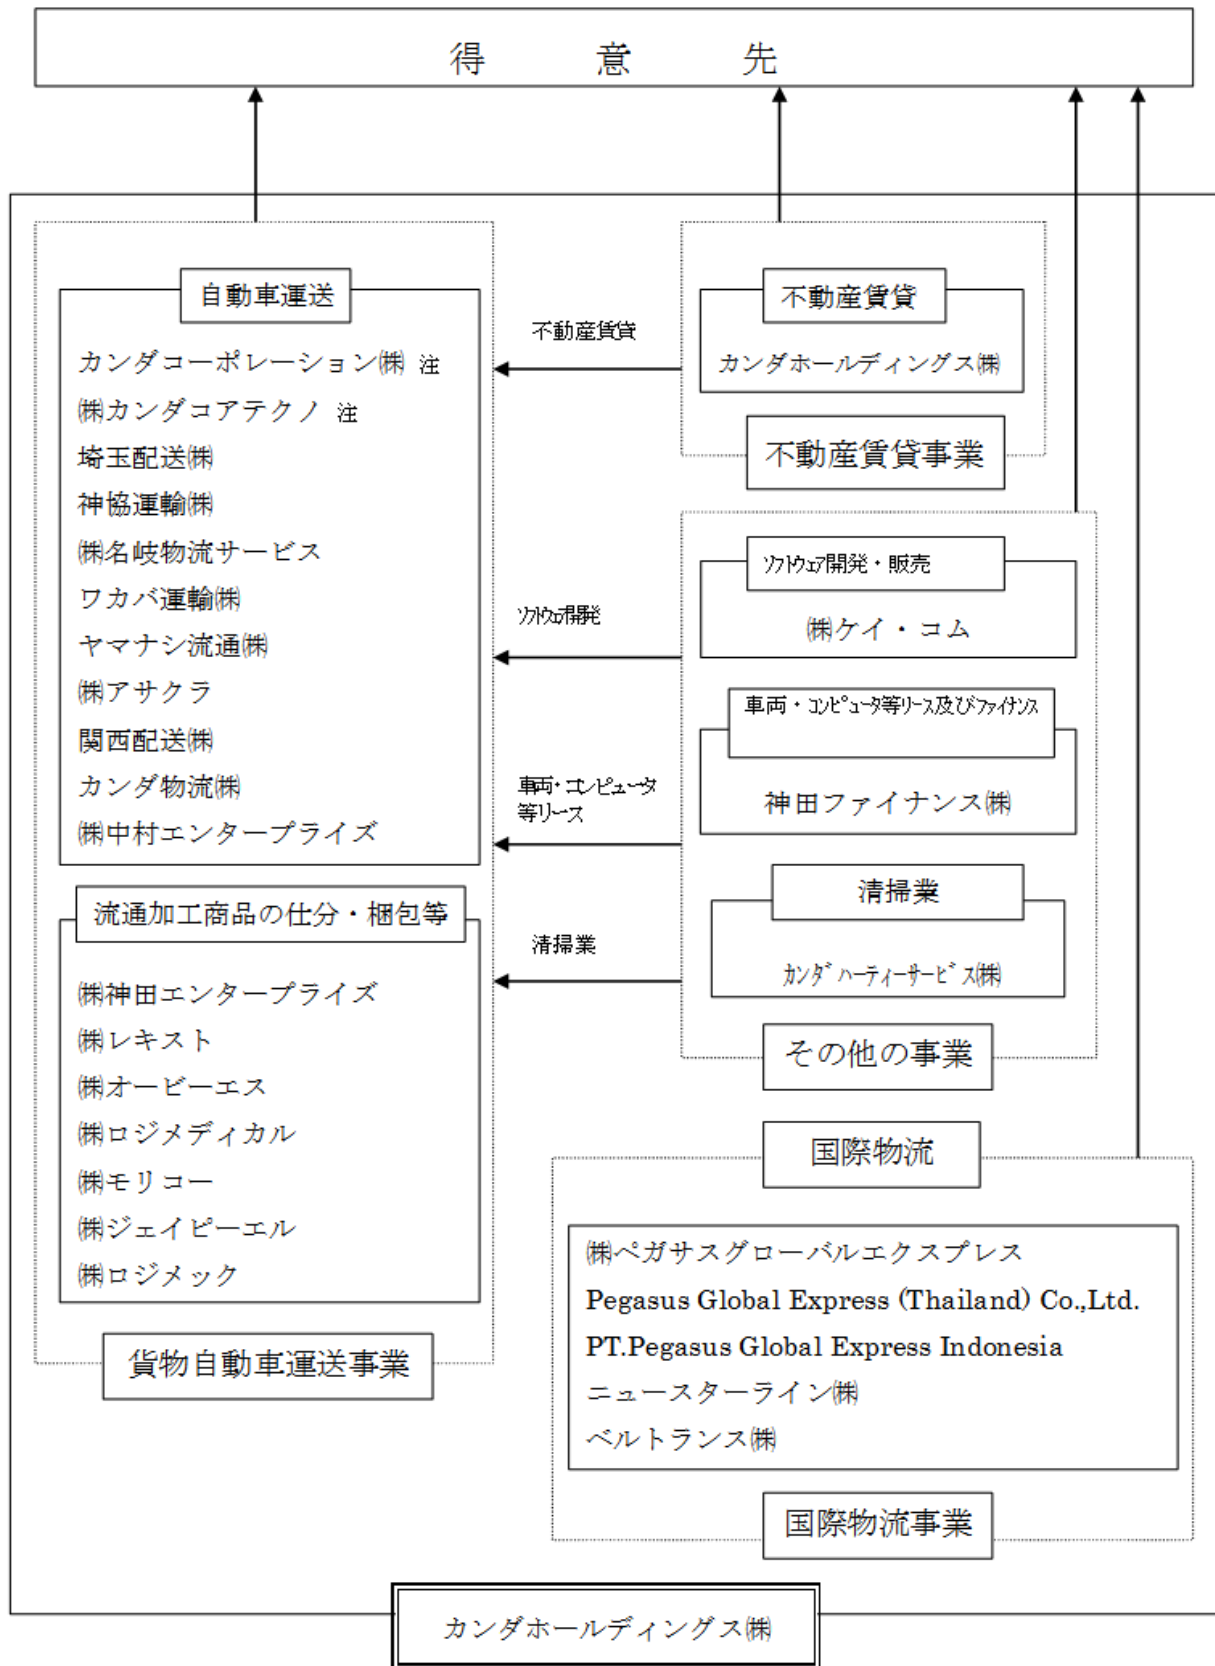 得意先
自動車運送
カンダコーポレーション㈱ 注
㈱カンダコアテクノ 注
埼玉配送㈱
神協運輸㈱
㈱名岐物流サービス
ワカバ運輸㈱
ヤマナシ流通㈱
㈱アサクラ
関西配送㈱
カンダ物流㈱
㈱中村エンタープライズ
流通加工商品の仕分・梱包等
㈱神田エンタープライズ
㈱レキスト
㈱オービーエス
㈱ロジメディカル
㈱モリコー
㈱ジェイピーエル
㈱ロジメック
貨物自動車運送事業
不動産賃貸
ソフトウェア開発
車両・コンピュータ
等リース
清掃業
不動産賃貸
カンダホールディングス㈱
不動産賃貸事業
ソフトウェア開発・販売
㈱ケイ・コム
車両・コンピュータ等リース及びファイナンス
神田ファイナンス㈱
清掃業
カンダハーティーサービス㈱
その他の事業
国際物流
㈱ペガサスグローバルエクスプレス
Pegasus Global Express (Thailand) Co.,Ltd.
PT.Pegasus Global Express Indonesia
ニュースターライン㈱
ベルトランス㈱
国際物流事業
カンダホールディングス㈱